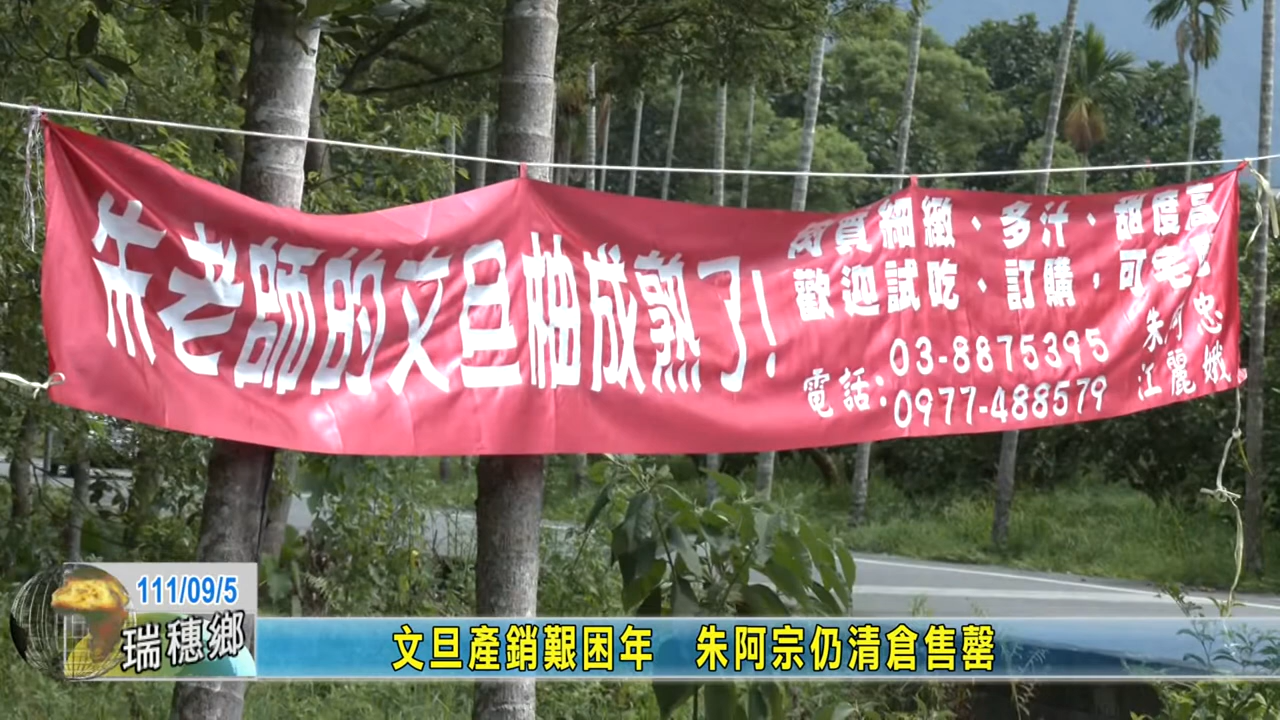 朱老師的文旦柚成熟了!
肉質細緻、多汁、甜度高
歡迎試吃、訂購,可宅
電話:03-8875395
0977-488579
朱阿忠
江麗娥
111/09/5
瑞穗鄉
文旦產銷艱困年 朱阿宗仍清倉售罄